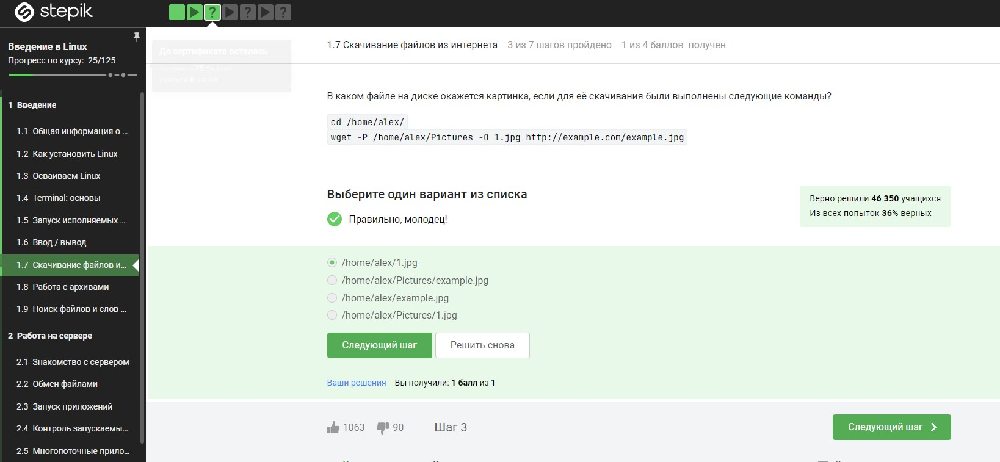 stepik
Введение в Linux
Прогресс по курсу: 25/125
1 Введение
1.1 Общая информация о ...
1.2 Как установить Linux
1.3 Осваиваем Linux
1.4 Terminal: основы
1.5 Запуск исполняемых ...
1.6 Ввод / вывод
1.7 Скачивание файлов и...
1.8 Работа с архивами
1.9 Поиск файлов и слов ...
2 Работа на сервере
2.1 Знакомство с сервером
2.2 Обмен файлами
2.3 Запуск приложений
2.4 Контроль запускаемы...
2.5 Многопоточные прило...
До сертификата осталось
получить 75 баллов
учиться 6 часов
1.7 Скачивание файлов из интернета 3 из 7 шагов пройдено 1 из 4 баллов получен
В каком файле на диске окажется картинка, если для её скачивания были выполнены следующие команды?
cd /home/alex/
wget -P /home/alex/Pictures -O 1.jpg http://example.com/example.jpg
Выберите один вариант из списка
Правильно, молодец!
Верно решили 46 350 учащихся
Из всех попыток 36% верных
/home/alex/1.jpg
/home/alex/Pictures/example.jpg
/home/alex/example.jpg
/home/alex/Pictures/1.jpg
Следующий шаг Решить снова
Ваши решения Вы получили: 1 балл из 1
1063 90 Шаг 3 Следующий шаг